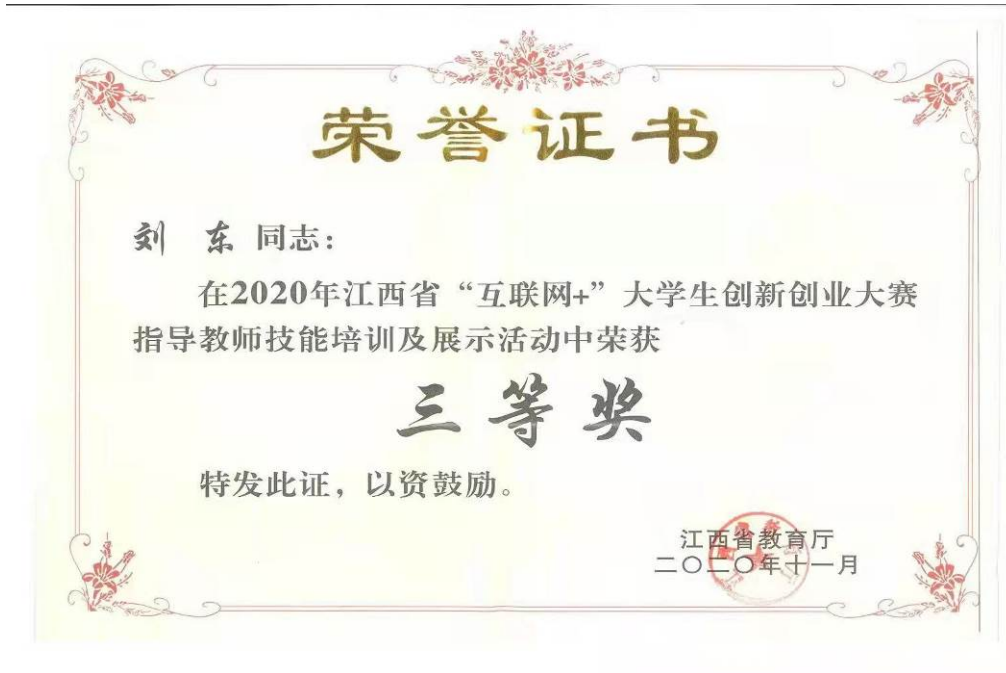 荣誉证书
刘 东 同志：
在2020年江西省“互联网+”大学生创新创业大赛
指导教师技能培训及展示活动中荣获
三等奖
特发此证，以资鼓励。
江西省教育厅
二〇二〇年十一月